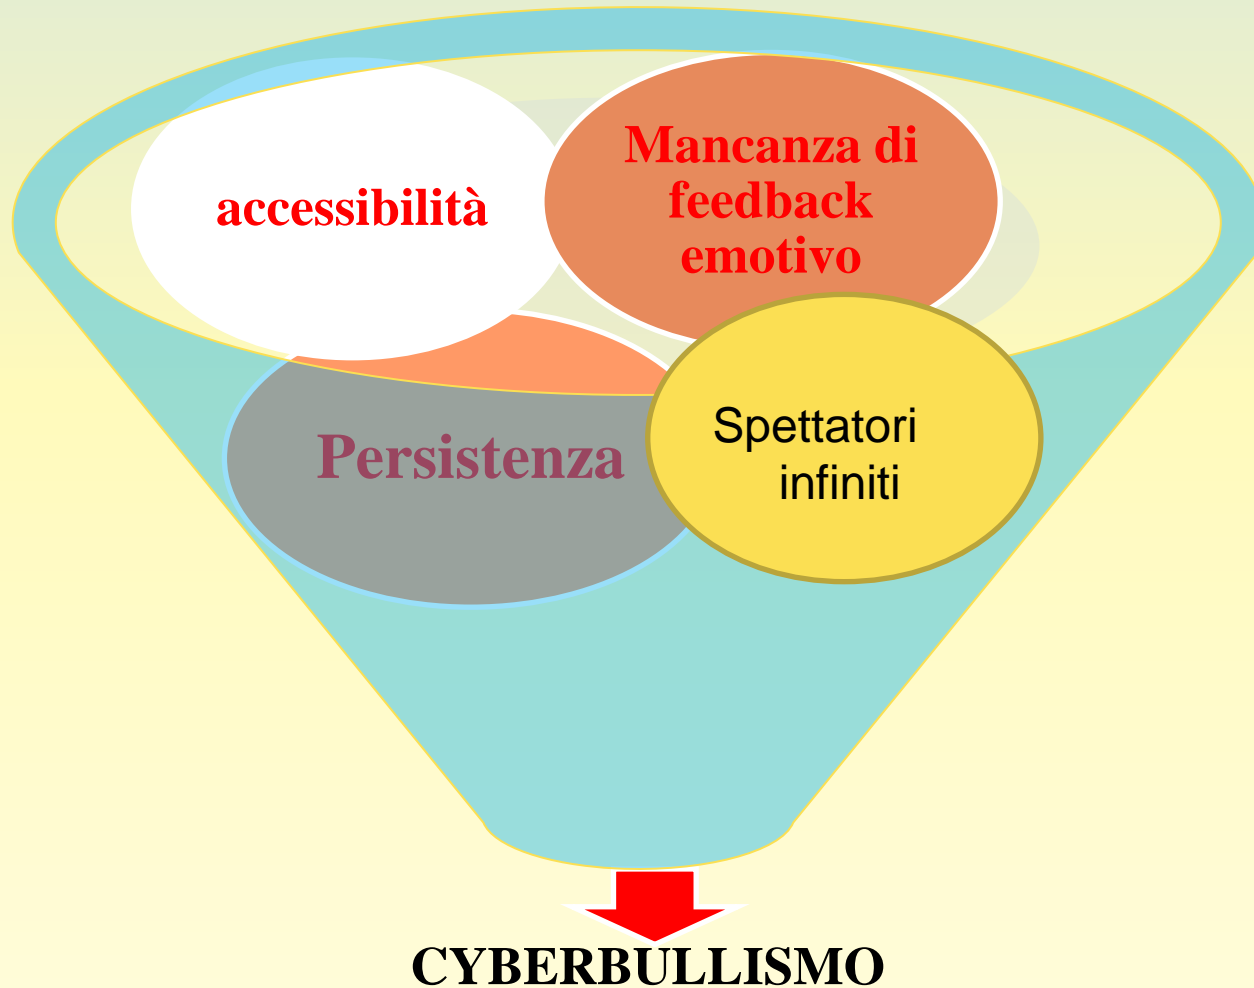 accessibilità
Mancanza di
feedback
emotivo
Persistenza
Spettatori
infiniti
CYBERBULLISMO